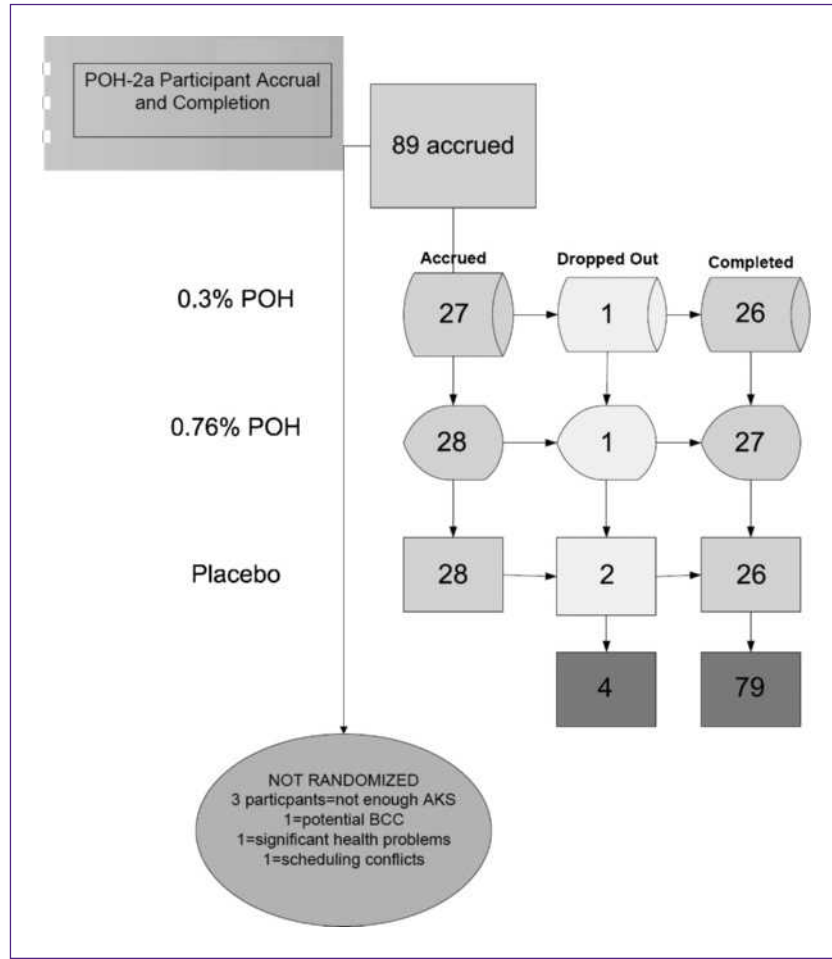 POH-2a Participant Accrual
and Completion
89 accrued
Accrued
Dropped Out
Completed
0.3% POH
27
1
26
0.76% POH
28
1
27
Placebo
28
2
26
4
79
NOT RANDOMIZED
3 particpants=not enough AKS
1=potential BCC
1=significant health problems
1=scheduling conflicts